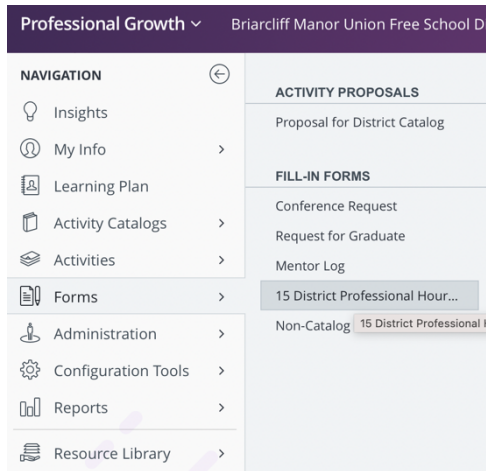 Professional Growth
Briarcliff Manor Union Free School D
NAVIGATION
Insights
My Info
Learning Plan
Activity Catalogs
Activities
Forms
Administration
Configuration Tools
Reports
Resource Library
ACTIVITY PROPOSALS
Proposal for District Catalog
FILL-IN FORMS
Conference Request
Request for Graduate
Mentor Log
15 District Professional Hour...
Non-Catalog
15 District Professional